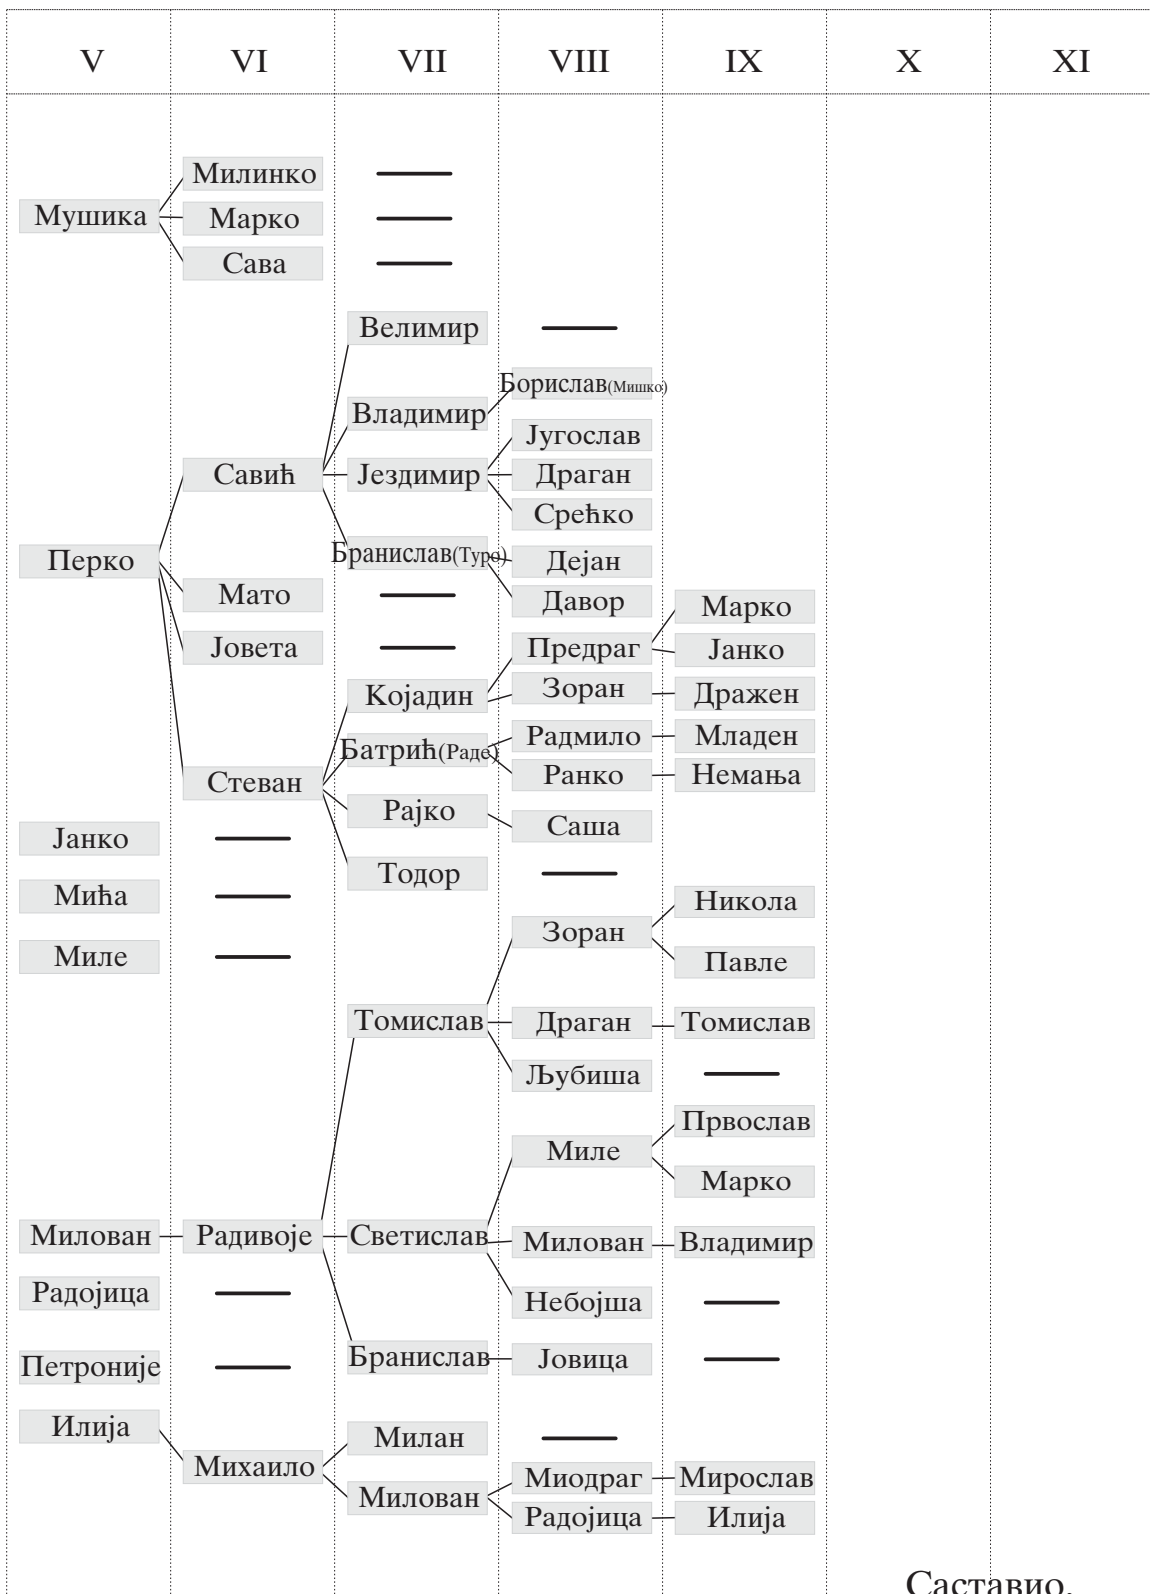 V VI VII VIII IX X XI
Милинко
Мушика Марко
Сава
Велимир
Борислав(Мишко)
Владимир
Југослав
Савић Јездимир Драган
Срећко
Перко Бранислав(Туро) Дејан
Мато Давор Марко
Јовета Предраг Јанко
Којадин Зоран Дражен
Батрић(Раде) Радмило Младен
Стеван Ранко Немања
Рајко Саша
Јанко
Тодор
Мића Никола
Зоран
Миле Павле
Томислав Драган Томислав
Љубиша
Првослав
Миле
Марко
Милован Радивоје Светислав Милован Владимир
Радојица Небојша
Петроније Бранислав Јовица
Илија Милан
Михаило Миодраг Мирослав
Милован Радојица Илија
Саставио,